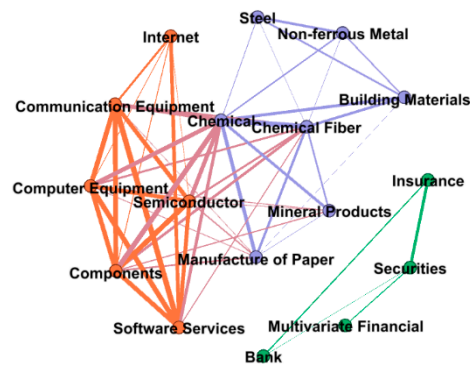 Steel
Non-ferrous Metal
Internet
Communication Equipment
Chemical
Chemical Fiber
Building Materials
Computer Equipment
Semiconductor
Mineral Products
Insurance
Components
Manufacture of Paper
Securities
Software Services
Multivariate Financial
Bank